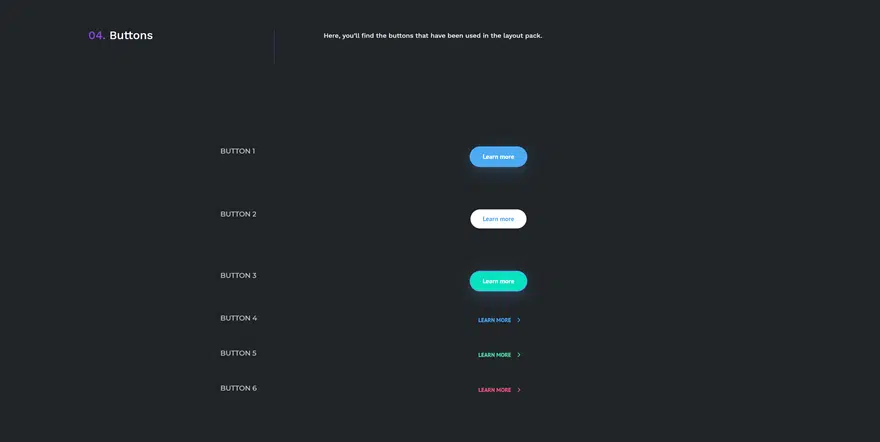 04. Buttons
Here, you'll find the buttons that have been used in the layout pack.
BUTTON 1
Learn more
BUTTON 2
Learn more
BUTTON 3
Learn more
BUTTON 4
LEARN MORE
BUTTON 5
LEARN MORE
BUTTON 6
LEARN MORE